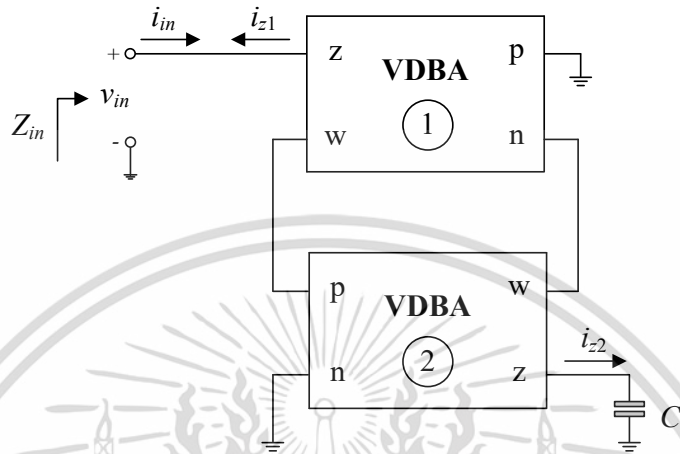 i_in i_z1
+ z VDBA p
v_in
Z_in
- w 1 n
p VDBA w
i_z2
n 2 z
C